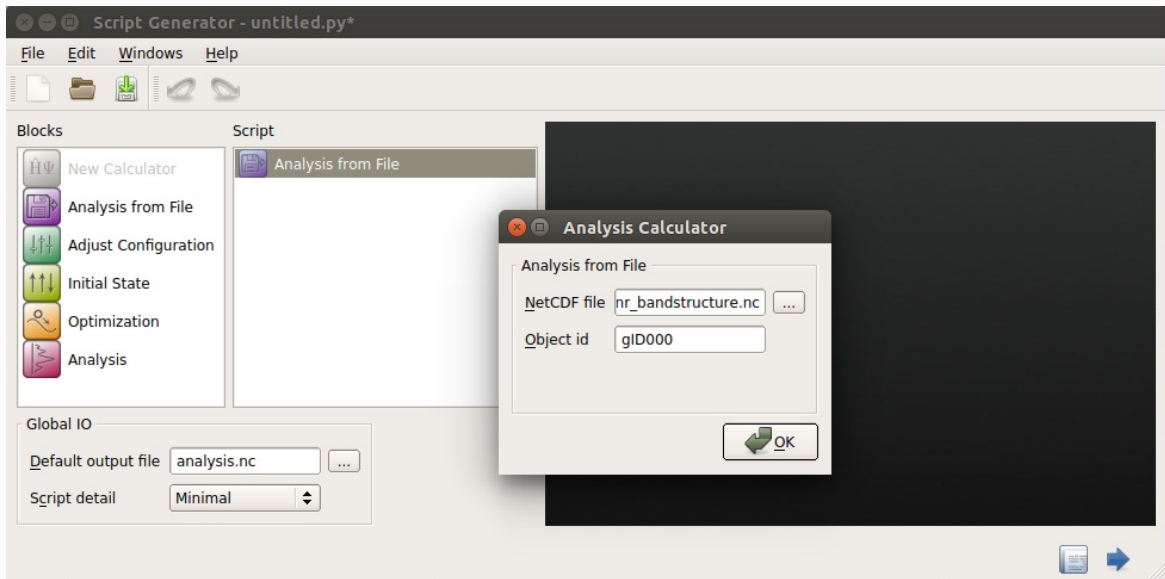 Script Generator - untitled.py*
File Edit Windows Help
Blocks
Script
ĤΨ New Calculator
Analysis from File
Adjust Configuration
Initial State
Optimization
Analysis
Analysis from File
Analysis Calculator
Analysis from File
NetCDF file nr_bandstructure.nc ...
Object id gID000
OK
Global IO
Default output file analysis.nc ...
Script detail Minimal